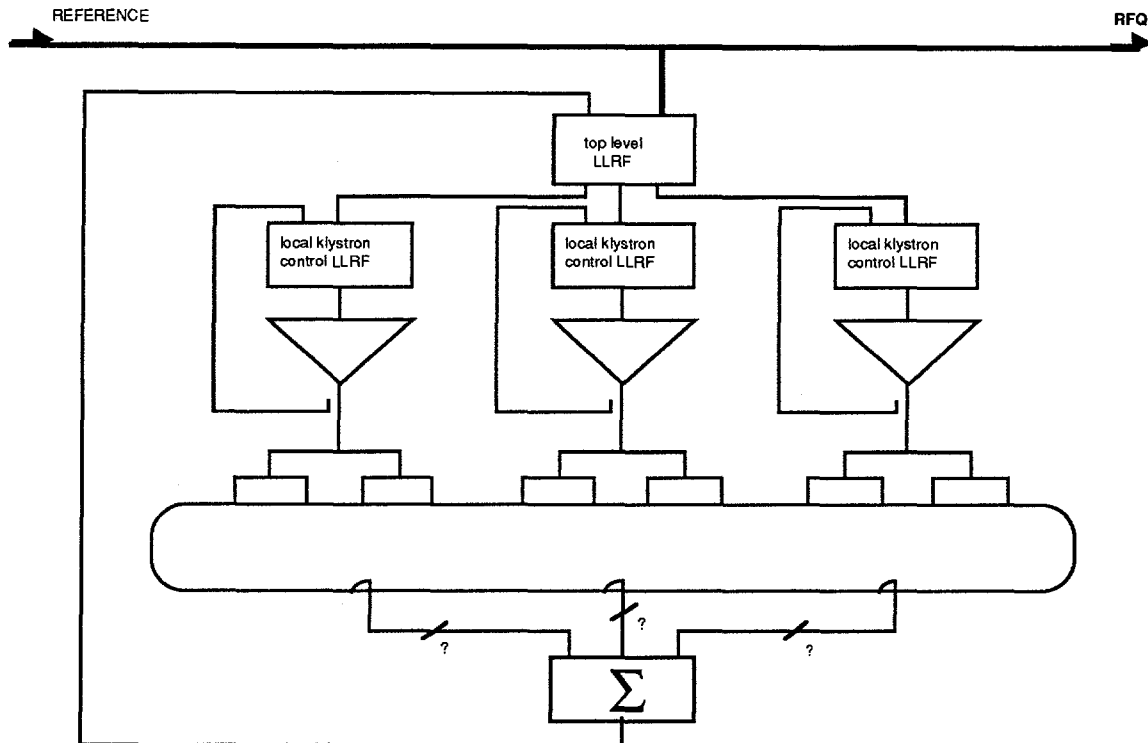 REFERENCE
RFQ
top level
LLRF
local klystron
control LLRF
local klystron
control LLRF
local klystron
control LLRF
?
?
?
Σ